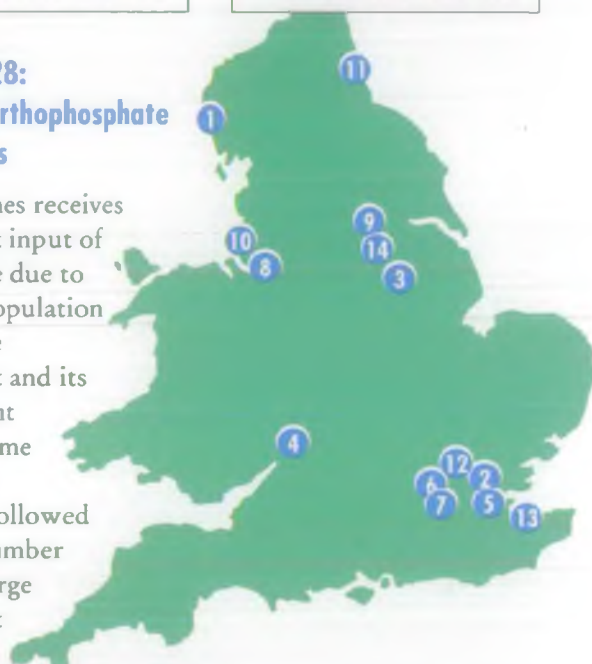 28:
rthophosphate
s
nes receives
input of
e due to
opulation
and its
nt
me
ollowed
umber
rge
11
1
9
10
14
8
3
4
12
2
6
7
5
13